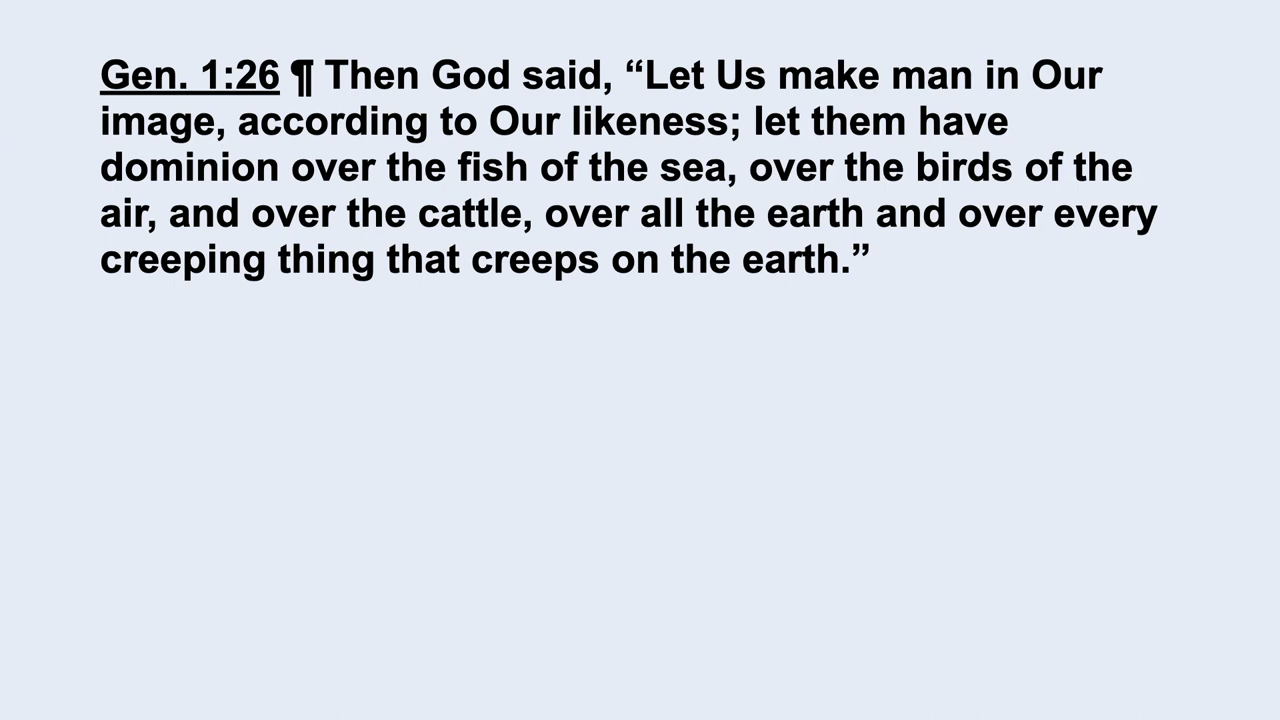 Gen. 1:26 ¶ Then God said, “Let Us make man in Our
image, according to Our likeness; let them have
dominion over the fish of the sea, over the birds of the
air, and over the cattle, over all the earth and over every
creeping thing that creeps on the earth.”